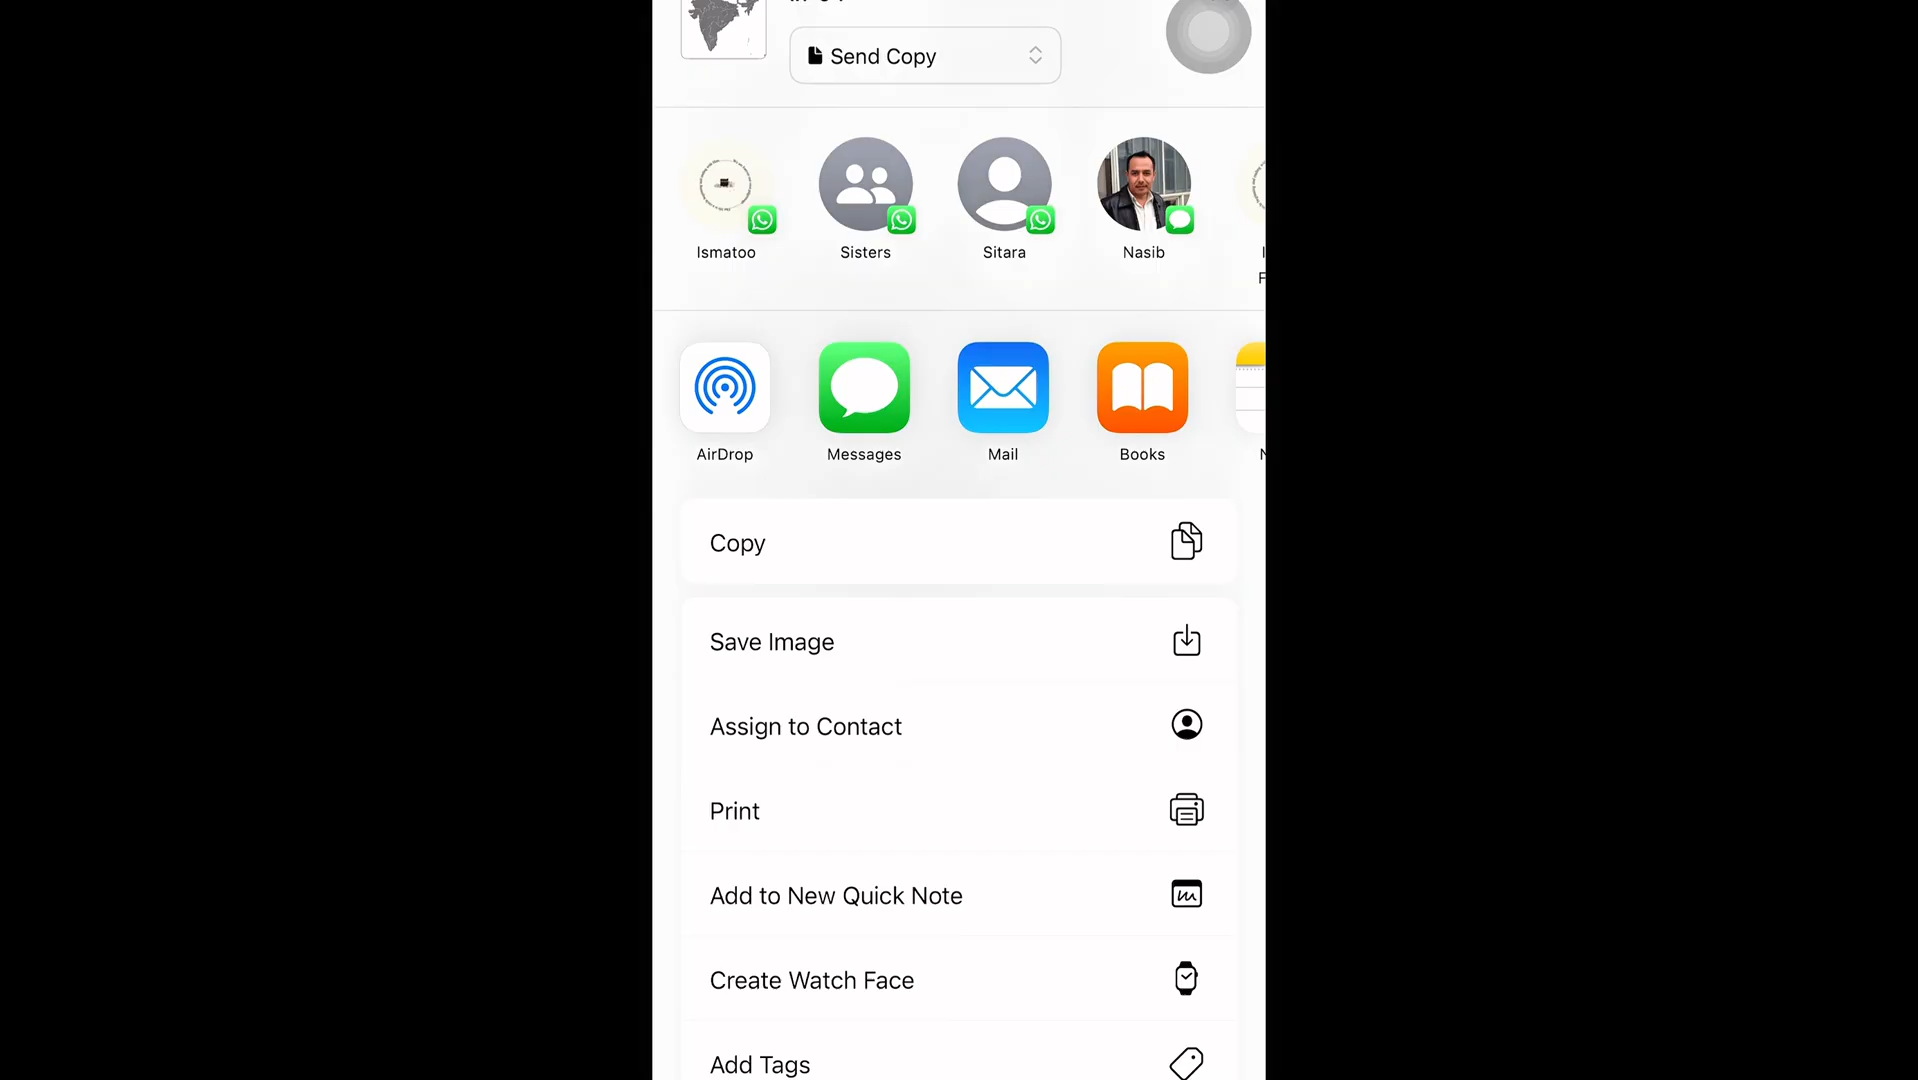 Send Copy
Ismatoo
Sisters
Sitara
Nasib
AirDrop
Messages
Mail
Books
Copy
Save Image
Assign to Contact
Print
Add to New Quick Note
Create Watch Face
Add Tags